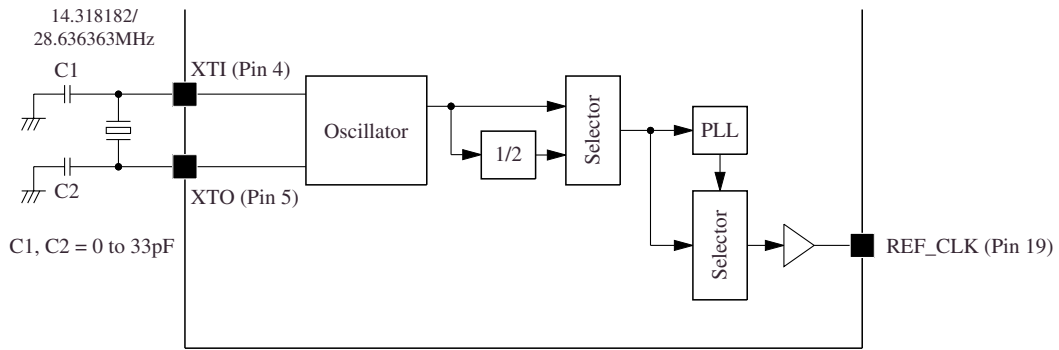 14.318182/
28.636363MHz
C1
XTI (Pin 4)
Oscillator
1/2
Selector
PLL
C2
XTO (Pin 5)
Selector
C1, C2 = 0 to 33pF
REF_CLK (Pin 19)